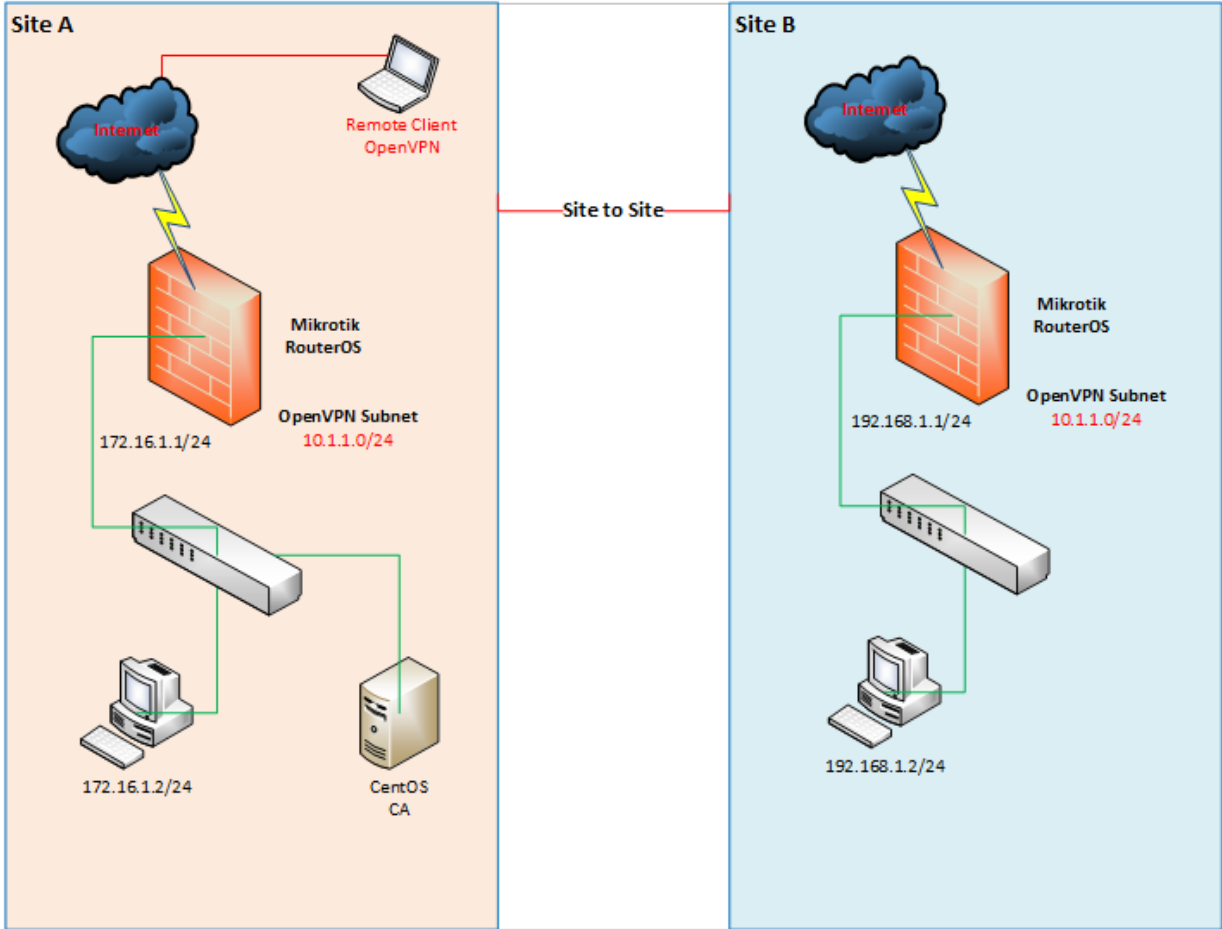 Site A
Internet
Remote Client
OpenVPN
Mikrotik
RouterOS
OpenVPN Subnet
10.1.1.0/24
172.16.1.1/24
172.16.1.2/24
CentOS
CA
Site to Site
Site B
Internet
Mikrotik
RouterOS
OpenVPN Subnet
10.1.1.0/24
192.168.1.1/24
192.168.1.2/24